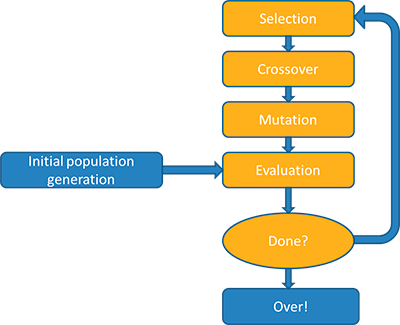 Selection
Crossover
Mutation
Initial population
generation
Evaluation
Done?
Over!